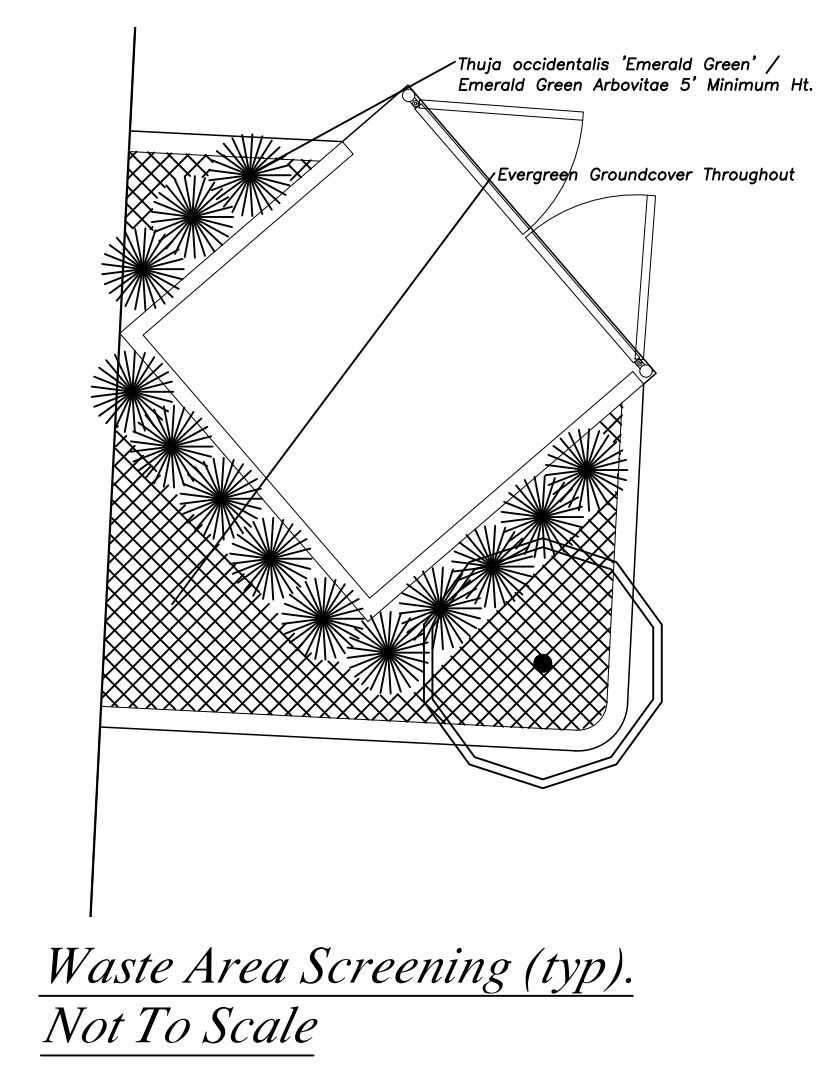 Thuja occidentalis 'Emerald Green' /
Emerald Green Arbovitae 5' Minimum Ht.
Evergreen Groundcover Throughout
Waste Area Screening (typ).
Not To Scale